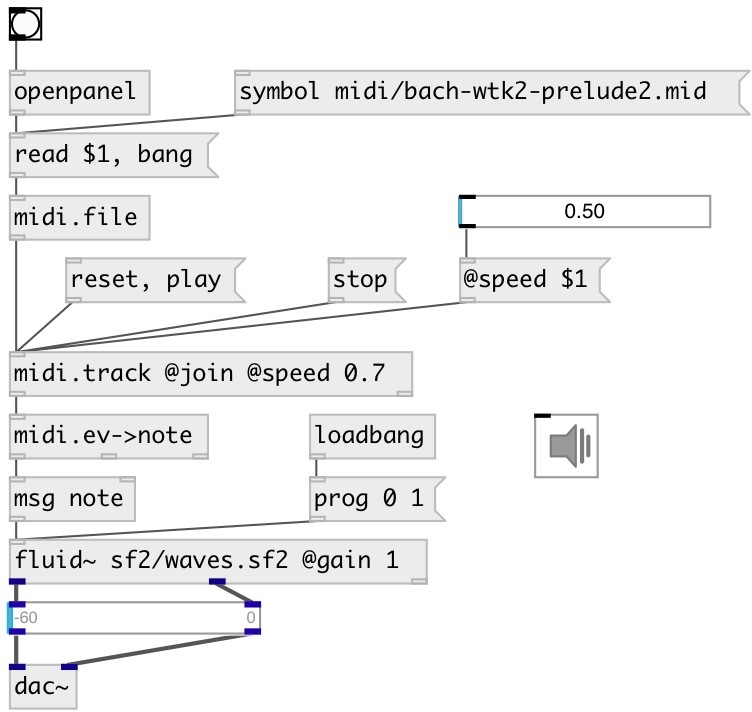 openpanel
symbol midi/bach-wtk2-prelude2.mid
read $1, bang
midi.file
0.50
reset, play
stop
@speed $1
midi.track @join @speed 0.7
midi.ev->note
loadbang
msg note
prog 0 1
fluid~ sf2/waves.sf2 @gain 1
-60
0
dac~